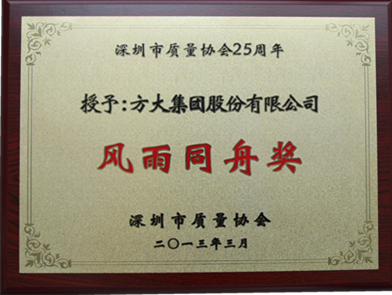 深圳市质量协会25周年
授予:方大集团股份有限公司
风雨同舟奖
深圳市质量协会
二〇一三年三月